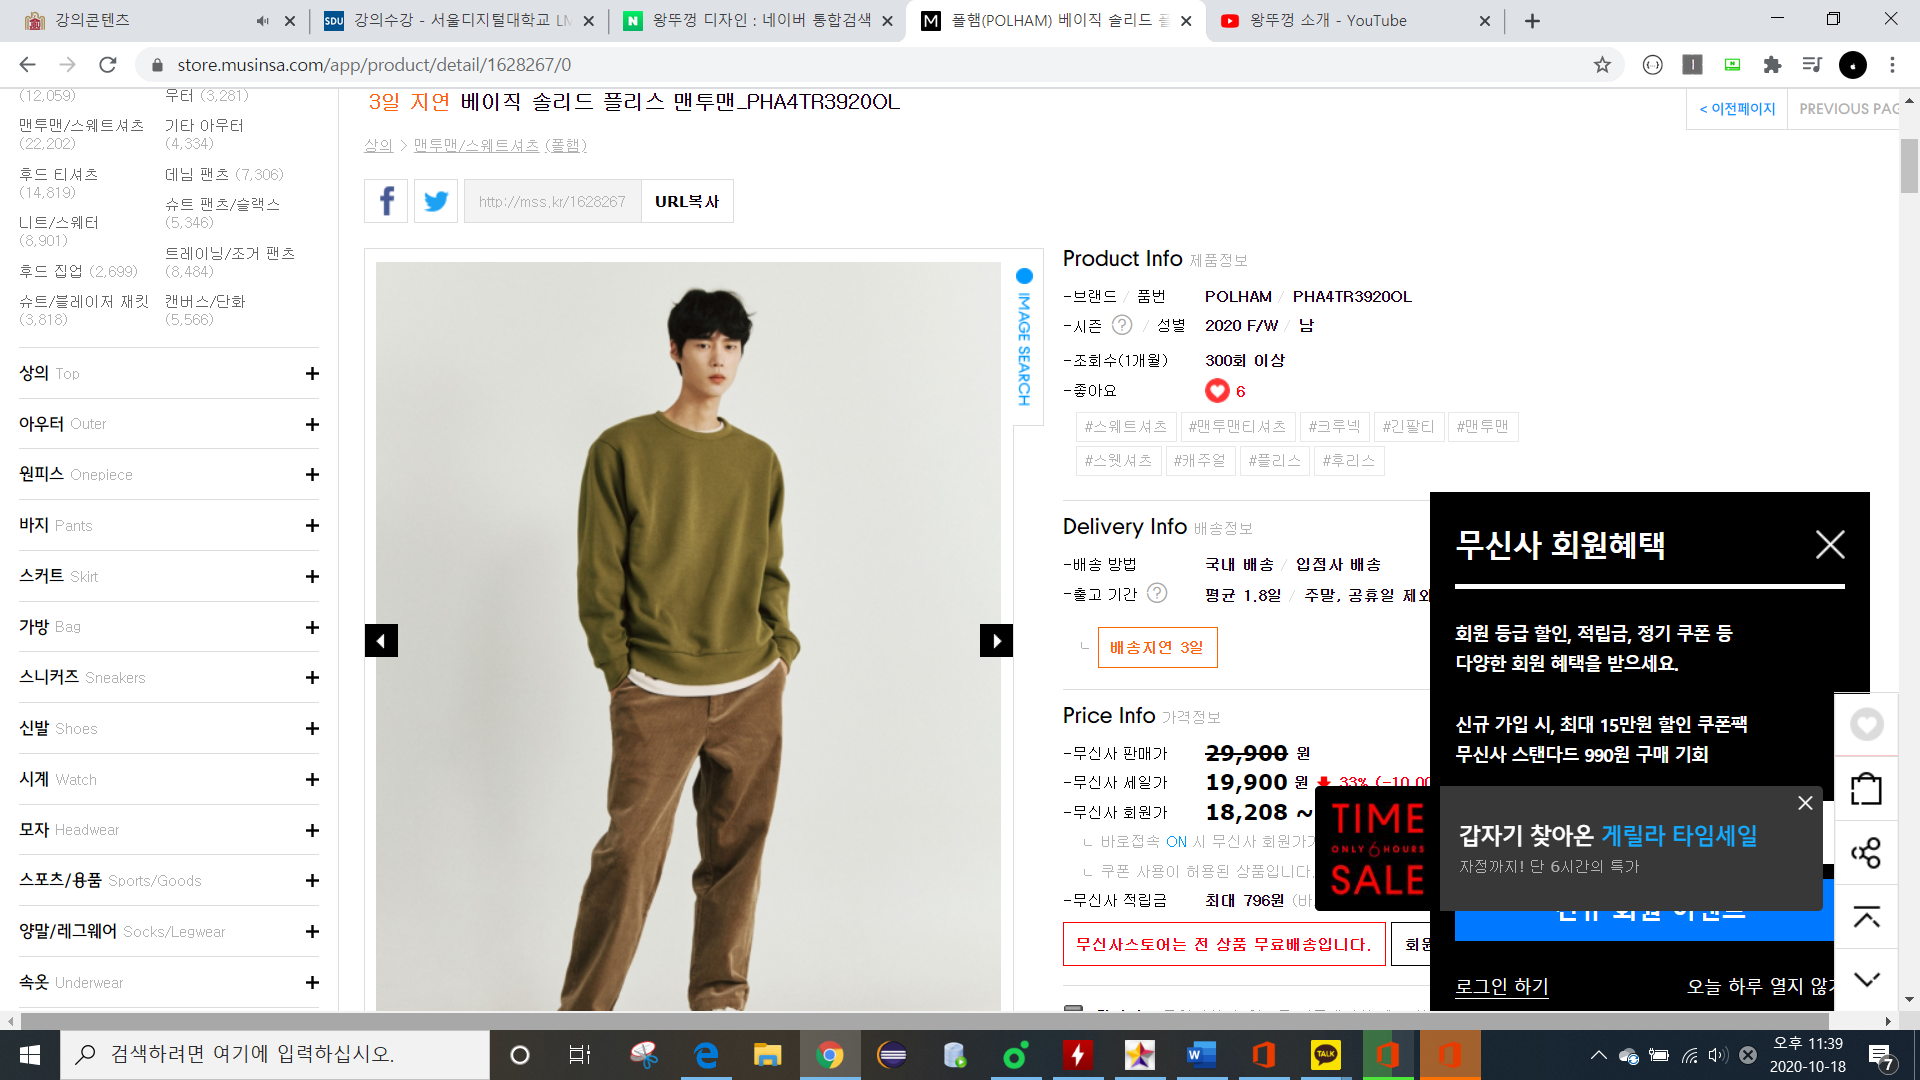 강의콘텐츠
강의수강 - 서울디지털대학교 LM
왕뚜껑 디자인 : 네이버 통합검색
폴햄(POLHAM) 베이직 솔리드 플
왕뚜껑 소개 - YouTube
store.musinsa.com/app/product/detail/1628267/0
(12,059)
우터 (3,281)
맨투맨/스웨트셔츠
(22,202)
기타 아우터
(4,334)
후드 티셔츠
(14,819)
데님 팬츠 (7,306)
슈트 팬츠/슬랙스
(5,346)
니트/스웨터
(8,901)
트레이닝/조거 팬츠
(8,484)
후드 집업 (2,699)
슈트/블레이저 재킷
(3,818)
캔버스/단화
(5,566)
상의 Top
아우터 Outer
원피스 Onepiece
바지 Pants
스커트 Skirt
가방 Bag
스니커즈 Sneakers
신발 Shoes
시계 Watch
모자 Headwear
스포츠/용품 Sports/Goods
양말/레그웨어 Socks/Legwear
속옷 Underwear
3일 지연 베이직 솔리드 플리스 맨투맨_PHA4TR3920OL
< 이전페이지
PREVIOUS PAG
상의 > 맨투맨/스웨트셔츠 (폴햄)
http://mss.kr/1628267
URL복사
IMAGE SEARCH
Product Info 제품정보
-브랜드 / 품번 POLHAM / PHA4TR3920OL
-시즌 ? / 성별 2020 F/W / 남
-조회수(1개월) 300회 이상
-좋아요 6
#스웨트셔츠 #맨투맨티셔츠 #크루넥 #긴팔티 #맨투맨
#스웻셔츠 #캐주얼 #플리스 #후리스
Delivery Info 배송정보
-배송 방법 국내 배송 / 입점사 배송
-출고 기간 ? 평균 1.8일 / 주말, 공휴일 제외
ㄴ 배송지연 3일
Price Info 가격정보
-무신사 판매가 29,900 원
-무신사 세일가 19,900 원 33% (-10,00
-무신사 회원가 18,208 ~
ㄴ 바로접속 ON 시 무신사 회원가가
ㄴ 쿠폰 사용이 허용된 상품입니다.
-무신사 적립금 최대 796원 (바
무신사스토어는 전 상품 무료배송입니다.
회원
무신사 회원혜택
회원 등급 할인, 적립금, 정기 쿠폰 등
다양한 회원 혜택을 받으세요.
신규 가입 시, 최대 15만원 할인 쿠폰팩
무신사 스탠다드 990원 구매 기회
TIME
ONLY 6 HOURS
SALE
갑자기 찾아온 게릴라 타임세일
자정까지! 단 6시간의 특가
신규 회원 이벤트
로그인 하기
오늘 하루 열지 않기
검색하려면 여기에 입력하십시오.
TALK
오후 11:39
2020-10-18
7